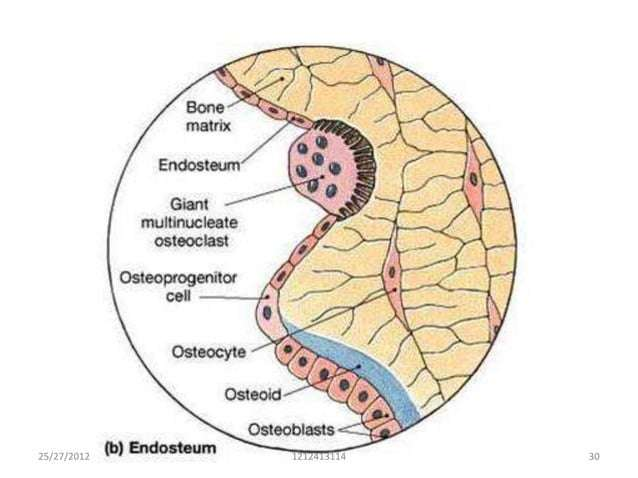 Bone
matrix
Endosteum
Giant
multinucleate
osteoclast
Osteoprogenitor
cell
Osteocyte
Osteoid
Osteoblasts
(b) Endosteum
25/27/2012
1212413114
30